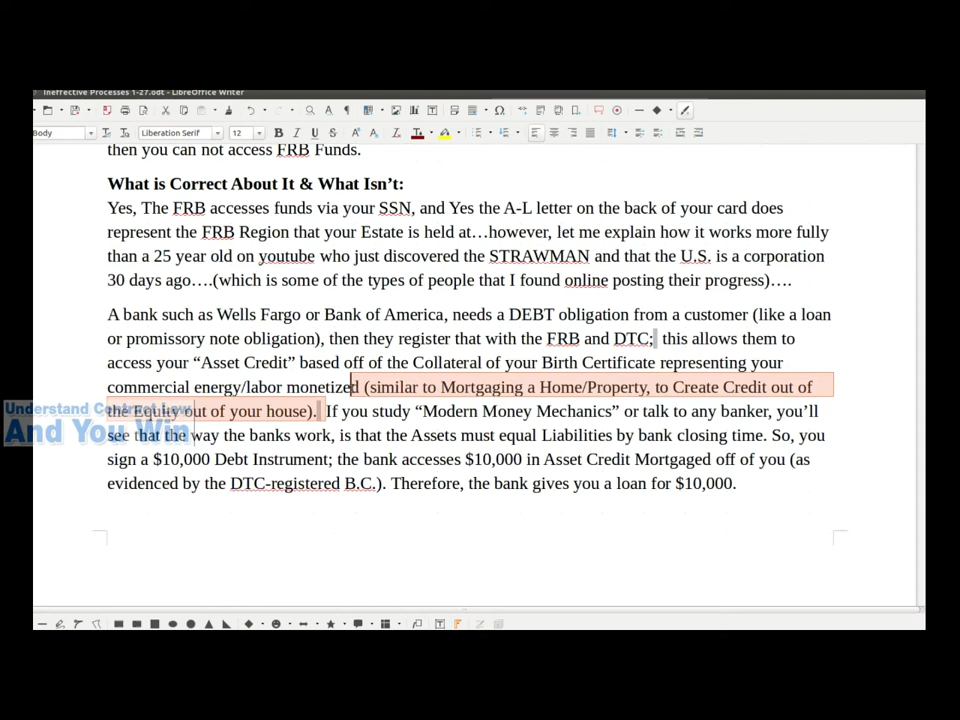 Ineffective Processes 1-27.odt - LibreOffice Writer
Body
Liberation Serif
12
then you can not access FRB Funds.
What is Correct About It & What Isn’t:
Yes, The FRB accesses funds via your SSN, and Yes the A-L letter on the back of your card does
represent the FRB Region that your Estate is held at…however, let me explain how it works more fully
than a 25 year old on youtube who just discovered the STRAWMAN and that the U.S. is a corporation
30 days ago….(which is some of the types of people that I found online posting their progress)….
A bank such as Wells Fargo or Bank of America, needs a DEBT obligation from a customer (like a loan
or promissory note obligation), then they register that with the FRB and DTC; this allows them to
access your “Asset Credit” based off of the Collateral of your Birth Certificate representing your
commercial energy/labor monetized (similar to Mortgaging a Home/Property, to Create Credit out of
the Equity out of your house). If you study “Modern Money Mechanics” or talk to any banker, you’ll
see that the way the banks work, is that the Assets must equal Liabilities by bank closing time. So, you
sign a $10,000 Debt Instrument; the bank accesses $10,000 in Asset Credit Mortgaged off of you (as
evidenced by the DTC-registered B.C.). Therefore, the bank gives you a loan for $10,000.
Understand Contract Law
And You Win